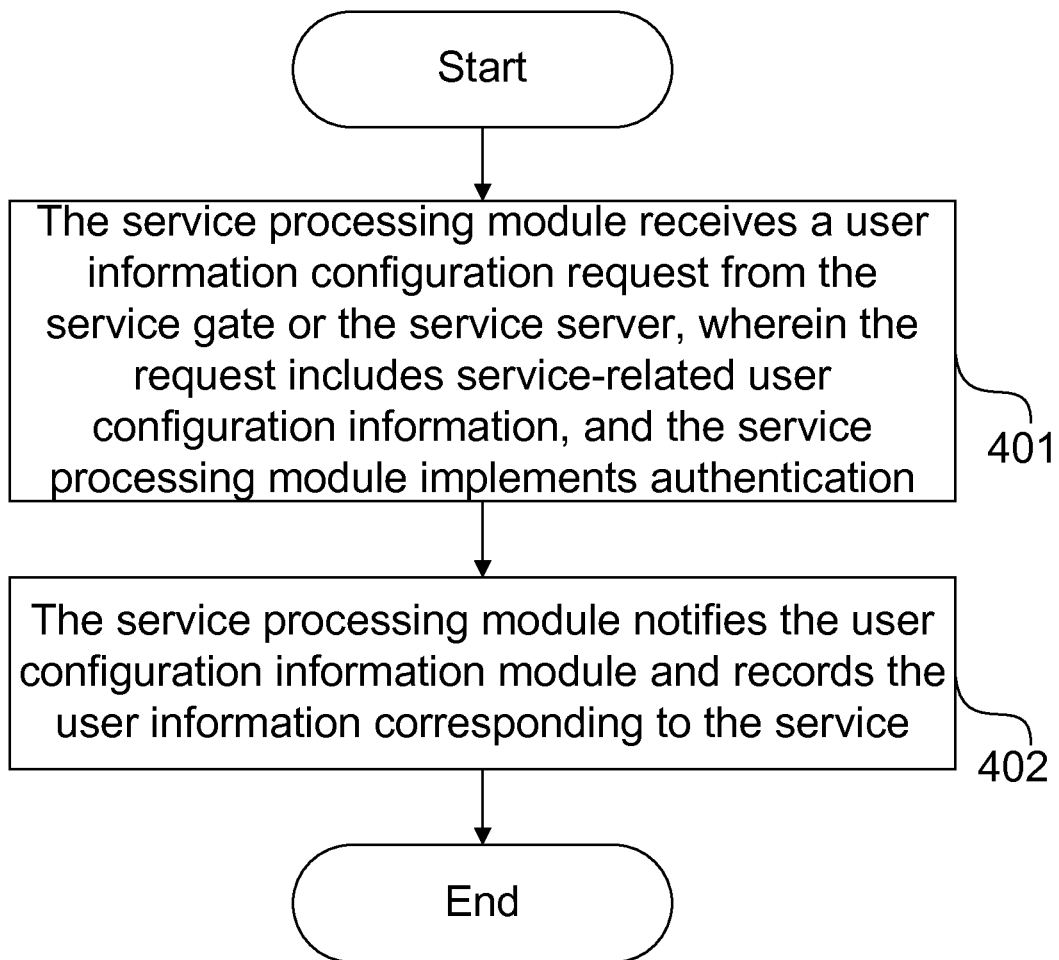 Start
The service processing module receives a user
information configuration request from the
service gate or the service server, wherein the
request includes service-related user
configuration information, and the service
processing module implements authentication
401
The service processing module notifies the user
configuration information module and records the
user information corresponding to the service
402
End